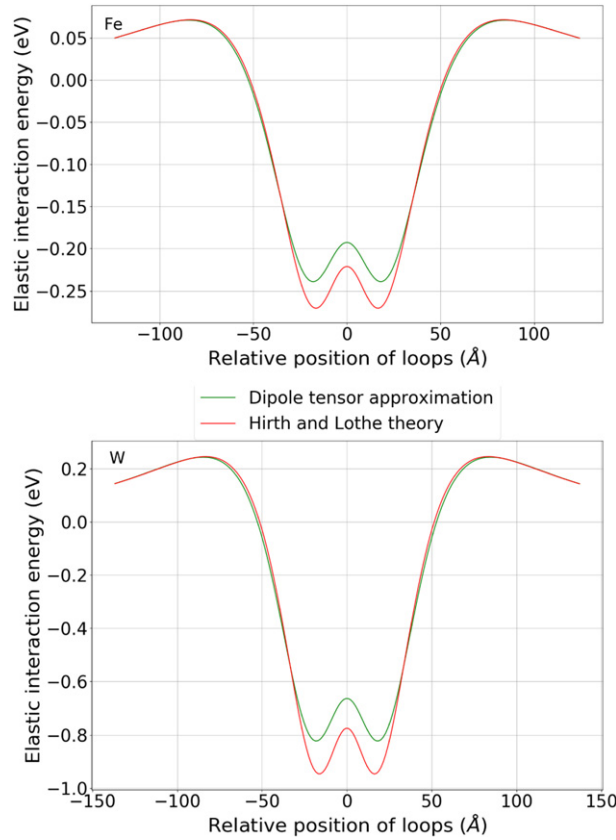 Fe
Elastic interaction energy (eV)
0.05
0.00
−0.05
−0.10
−0.15
−0.20
−0.25
−100 −50 0 50 100
Relative position of loops (Å)
Dipole tensor approximation
Hirth and Lothe theory
W
Elastic interaction energy (eV)
0.2
0.0
−0.2
−0.4
−0.6
−0.8
−1.0
−150 −100 −50 0 50 100 150
Relative position of loops (Å)